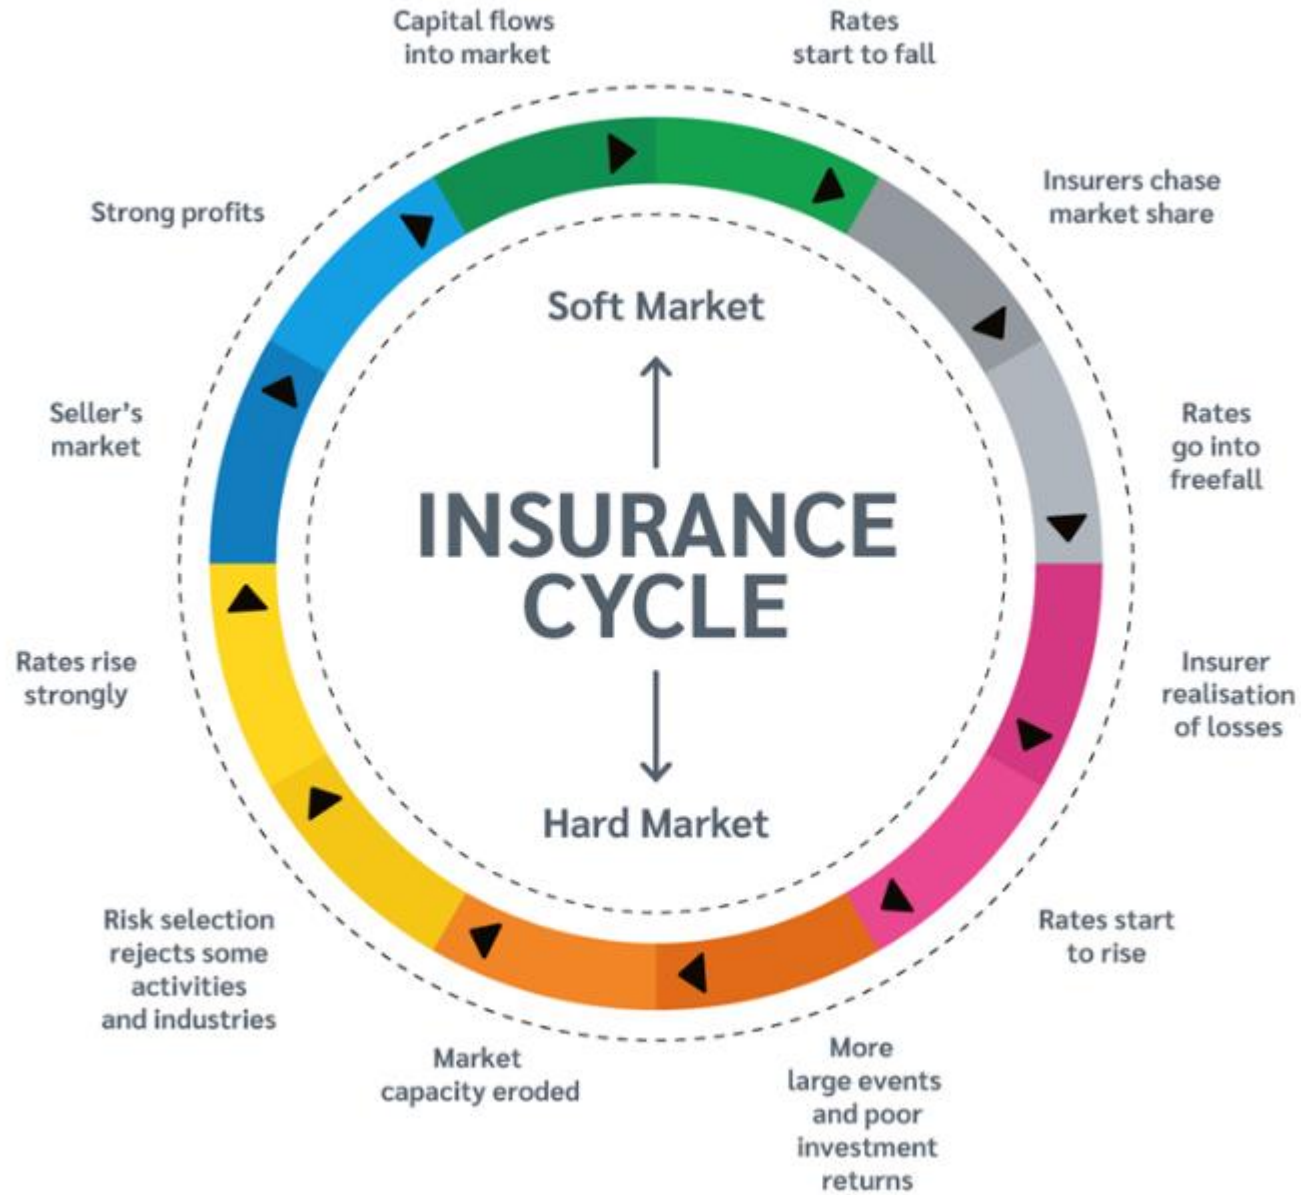 Capital flows
into market
Rates
start to fall
Insurers chase
market share
Rates
go into
freefall
Insurer
realisation
of losses
Rates start
to rise
More
large events
and poor
investment
returns
Market
capacity eroded
Risk selection
rejects some
activities
and industries
Rates rise
strongly
Seller’s
market
Strong profits
Soft Market
INSURANCE
CYCLE
Hard Market